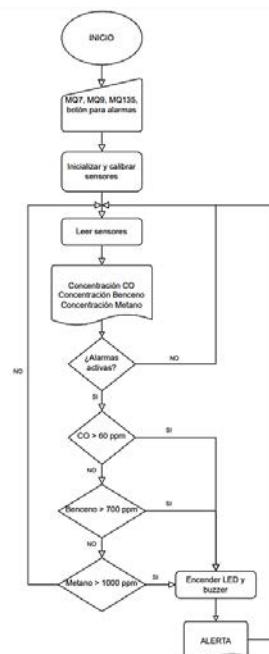 INICIO
MQ7, MQ9, MQ135,
botón para alarmas
Inicializar y calibrar
sensores
Leer sensores
Concentración CO
Concentración Benceno
Concentración Metano
¿Alarmas
activas?
NO
SI
CO > 60 ppm
SI
NO
NO
Benceno > 700 ppm
SI
NO
Metano > 1000 ppm
SI
Encender LED y
buzzer
ALERTA